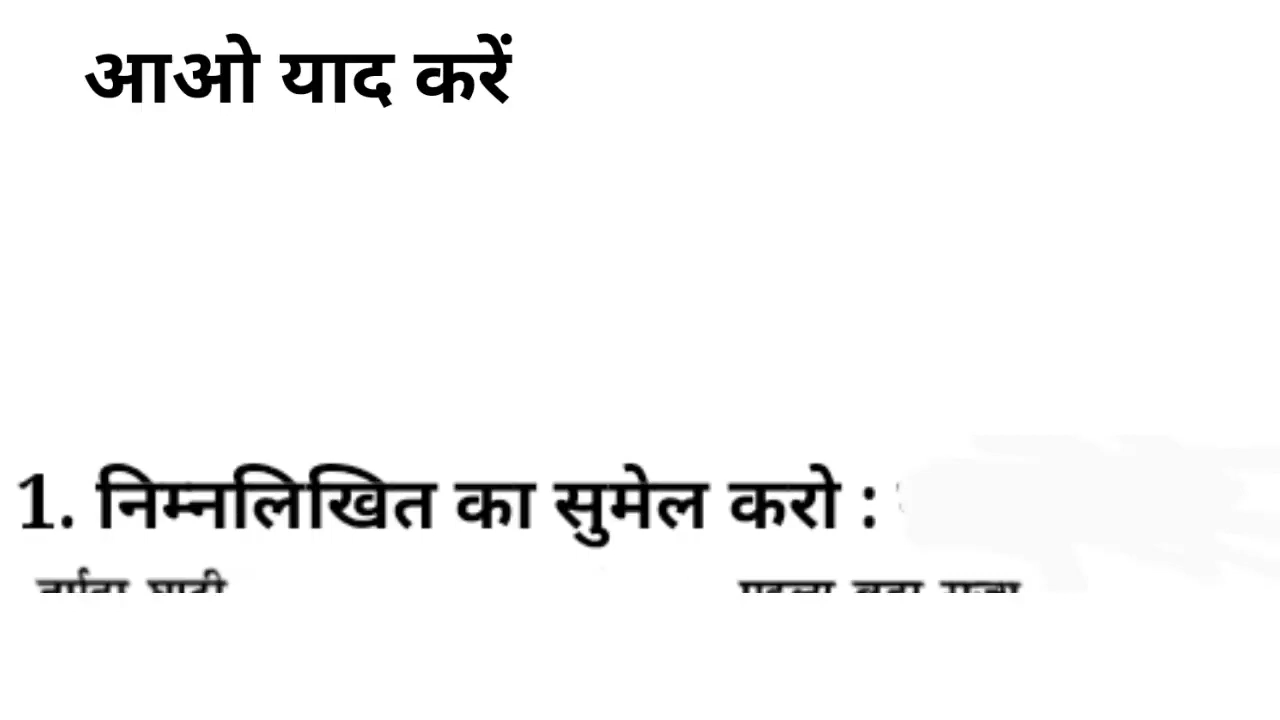 आओ याद करें
1. निम्नलिखित का सुमेल करो :